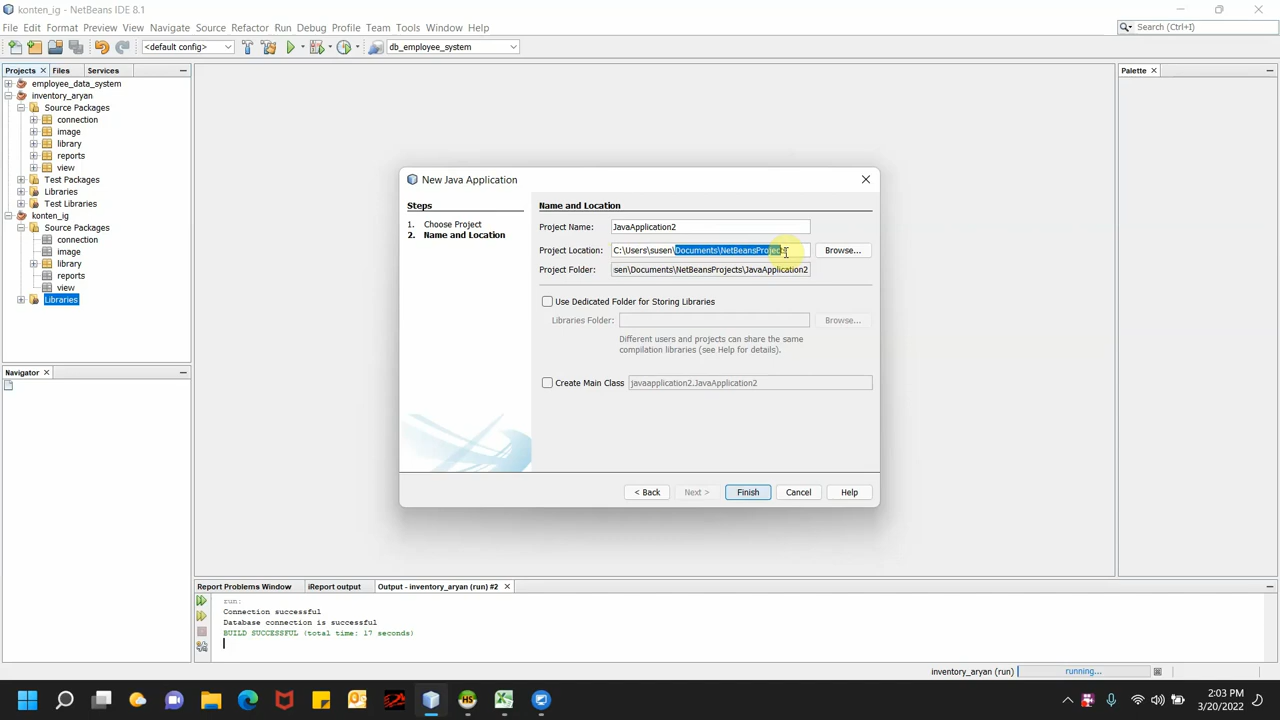 konten_ig - NetBeans IDE 8.1
File Edit Format Preview View Navigate Source Refactor Run Debug Profile Team Tools Window Help
Search (Ctrl+I)
<default config>
db_employee_system
Projects Files Services
Palette
employee_data_system
inventory_aryan
Source Packages
connection
image
library
reports
view
Test Packages
Libraries
Test Libraries
konten_ig
Source Packages
connection
image
library
reports
view
Libraries
Navigator
New Java Application
Steps
1. Choose Project
2. Name and Location
Name and Location
Project Name: JavaApplication2
Project Location: C:\Users\susen\Documents\NetBeansProjects Browse...
Project Folder: sen\Documents\NetBeansProjects\JavaApplication2
Use Dedicated Folder for Storing Libraries
Libraries Folder: Browse...
Different users and projects can share the same
compilation libraries (see Help for details).
Create Main Class javaapplication2.JavaApplication2
< Back Next > Finish Cancel Help
Report Problems Window iReport output Output - inventory_aryan (run) #2
run:
Connection successful
Database connection is successful
BUILD SUCCESSFUL (total time: 17 seconds)
inventory_aryan (run) running...
HS
2:03 PM
3/20/2022